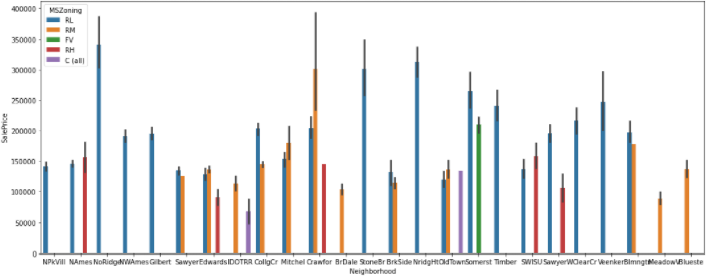 400000
350000
300000
250000
200000
150000
100000
50000
0
SalePrice
MSZoning
RL
RM
FV
RH
C (all)
NPkVill NAmes NoRidge NWAmes Gilbert Sawyer Edwards IDOTRR CollgCr Mitchel Crawfor BrDale StoneBr BrkSide NridgHt OldTown Somerst Timber SWISU SawyerW ClearCr Veenker Blmngtn MeadowV Blueste
Neighborhood